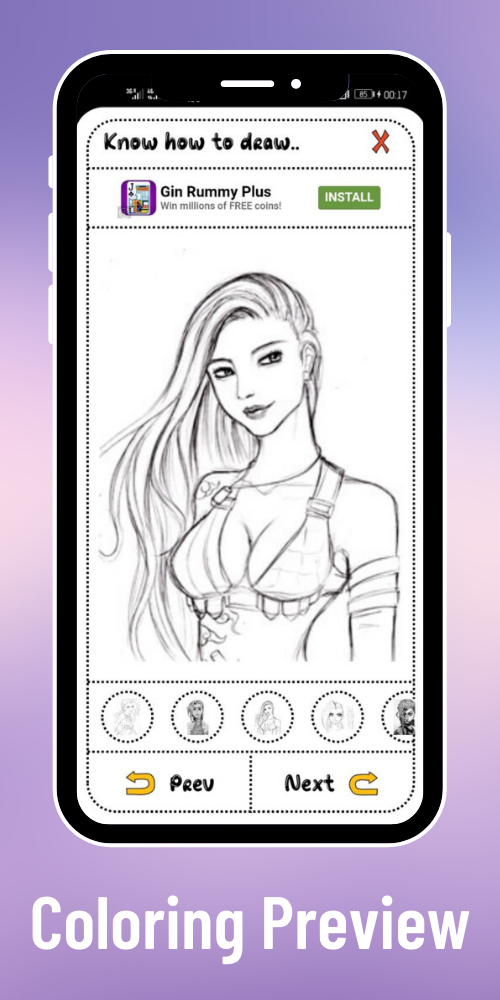 85 00:17
Know how to draw..
Gin Rummy Plus
Win millions of FREE coins!
INSTALL
Prev
Next
Coloring Preview